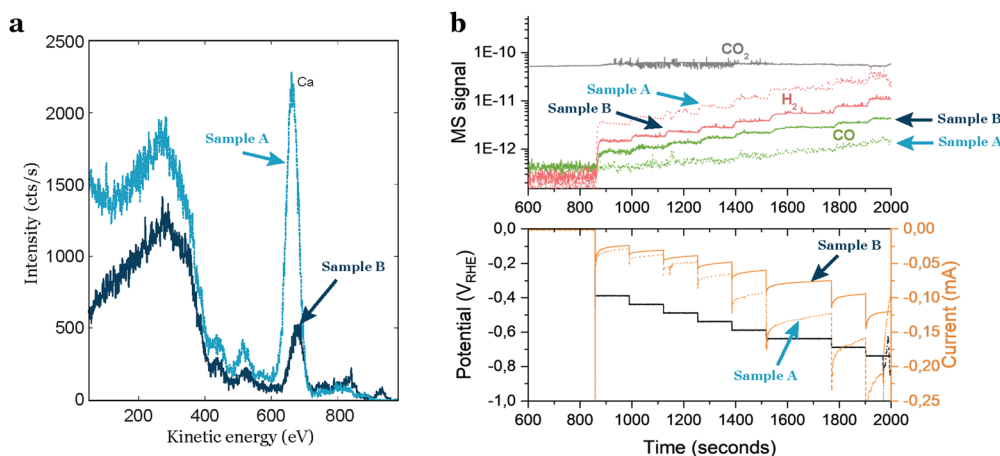 a
2500
2000
1500
1000
500
0
Intensity (cts/s)
Ca
Sample A
Sample B
200
400
600
800
Kinetic energy (eV)
b
1E-10
1E-11
1E-12
MS signal
CO2
Sample A
Sample B
H2
Sample B
CO
Sample A
600 800 1000 1200 1400 1600 1800 2000
0,0
-0,2
-0,4
-0,6
-0,8
-1,0
Potential (VRHE)
Sample B
Sample A
0,00
-0,05
-0,10
-0,15
-0,20
-0,25
Current (mA)
600 800 1000 1200 1400 1600 1800 2000
Time (seconds)